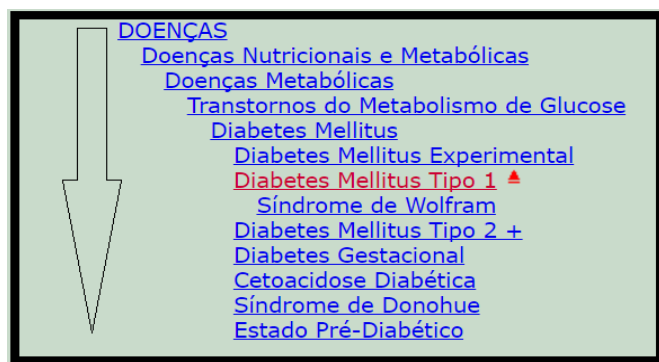 DOENÇAS
Doenças Nutricionais e Metabólicas
Doenças Metabólicas
Transtornos do Metabolismo de Glucose
Diabetes Mellitus
Diabetes Mellitus Experimental
Diabetes Mellitus Tipo 1
Síndrome de Wolfram
Diabetes Mellitus Tipo 2 +
Diabetes Gestacional
Cetoacidose Diabética
Síndrome de Donohue
Estado Pré-Diabético